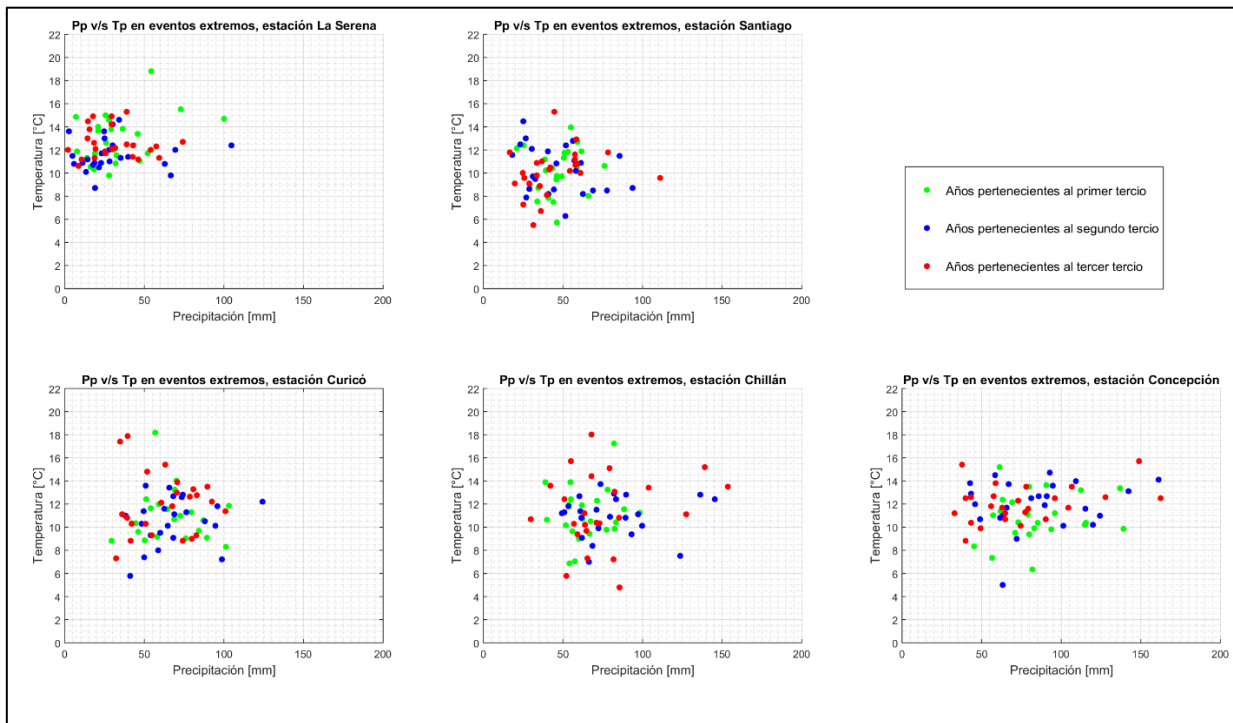 Pp v/s Tp en eventos extremos, estación La Serena
22
20
18
16
14
12
10
8
6
4
2
0
Temperatura [°C]
0 50 100 150 200
Precipitación [mm]
Pp v/s Tp en eventos extremos, estación Santiago
22
20
18
16
14
12
10
8
6
4
2
0
Temperatura [°C]
0 50 100 150 200
Precipitación [mm]
Años pertenecientes al primer tercio
Años pertenecientes al segundo tercio
Años pertenecientes al tercer tercio
Pp v/s Tp en eventos extremos, estación Curicó
22
20
18
16
14
12
10
8
6
4
2
0
Temperatura [°C]
0 50 100 150 200
Precipitación [mm]
Pp v/s Tp en eventos extremos, estación Chillán
22
20
18
16
14
12
10
8
6
4
2
0
Temperatura [°C]
0 50 100 150 200
Precipitación [mm]
Pp v/s Tp en eventos extremos, estación Concepción
22
20
18
16
14
12
10
8
6
4
2
0
Temperatura [°C]
0 50 100 150 200
Precipitación [mm]